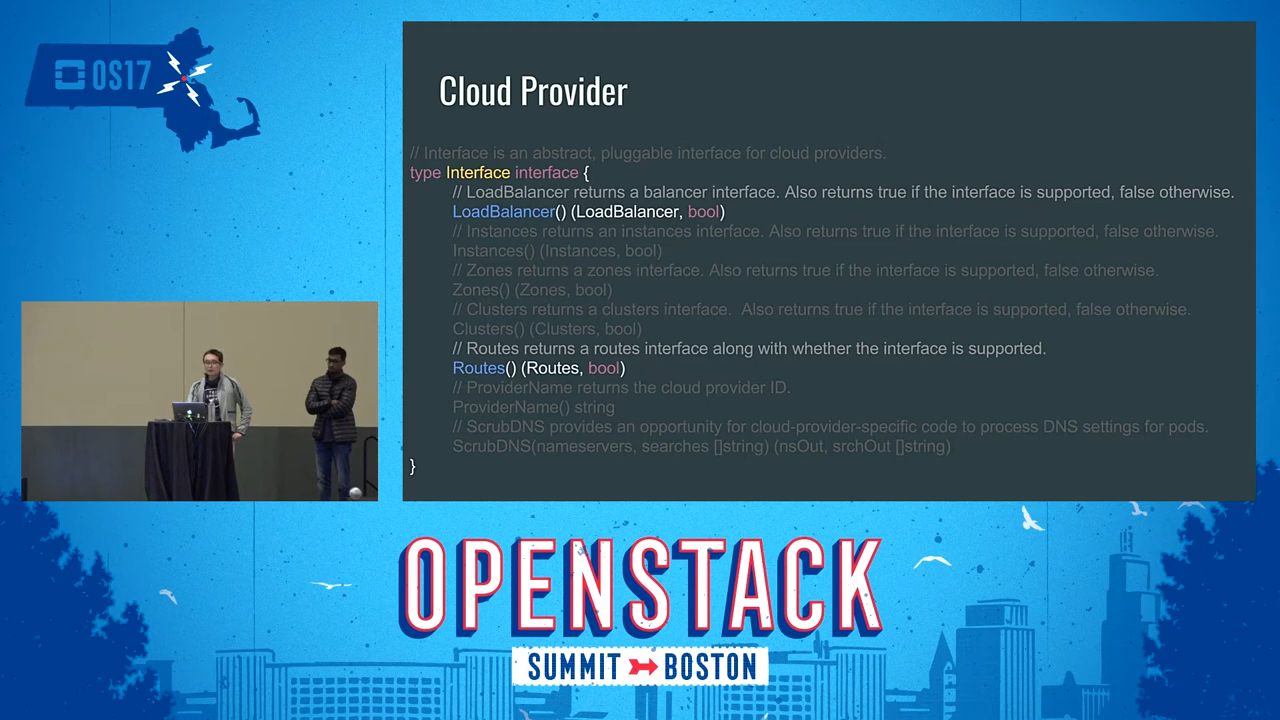 OS17
Cloud Provider
// Interface is an abstract, pluggable interface for cloud providers.
type Interface interface {
// LoadBalancer returns a balancer interface. Also returns true if the interface is supported, false otherwise.
LoadBalancer() (LoadBalancer, bool)
// Instances returns an instances interface. Also returns true if the interface is supported, false otherwise.
Instances() (Instances, bool)
// Zones returns a zones interface. Also returns true if the interface is supported, false otherwise.
Zones() (Zones, bool)
// Clusters returns a clusters interface.  Also returns true if the interface is supported, false otherwise.
Clusters() (Clusters, bool)
// Routes returns a routes interface along with whether the interface is supported.
Routes() (Routes, bool)
// ProviderName returns the cloud provider ID.
ProviderName() string
// ScrubDNS provides an opportunity for cloud-provider-specific code to process DNS settings for pods.
ScrubDNS(nameservers, searches []string) (nsOut, srchOut []string)
}
OPENSTACK
SUMMIT BOSTON